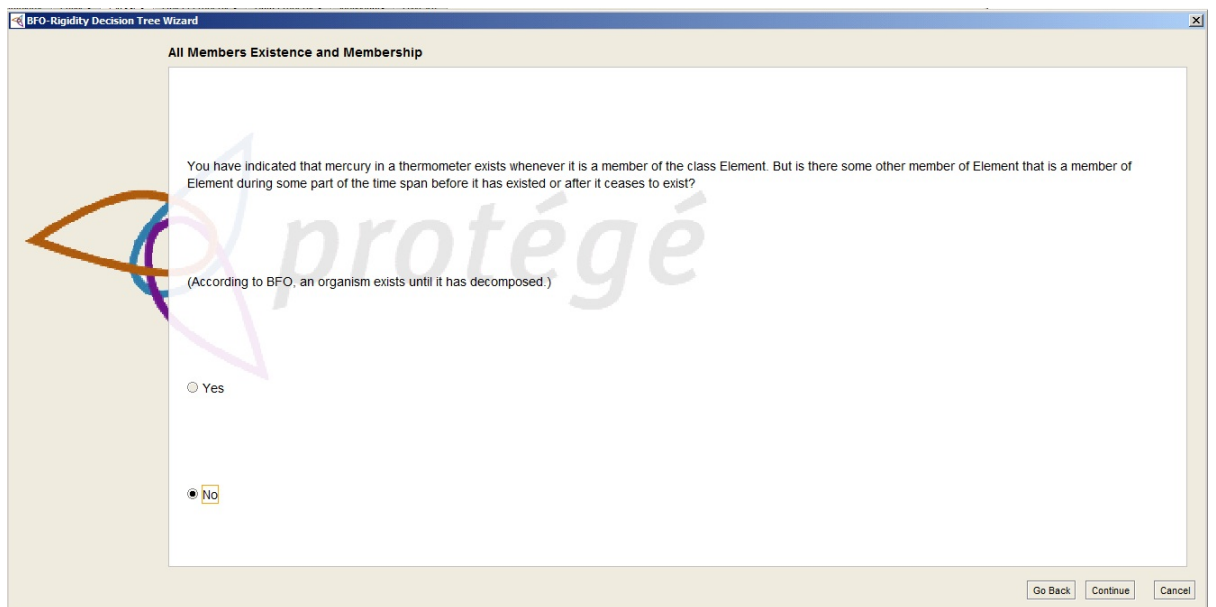 BFO-Rigidity Decision Tree Wizard
All Members Existence and Membership
You have indicated that mercury in a thermometer exists whenever it is a member of the class Element. But is there some other member of Element that is a member of
Element during some part of the time span before it has existed or after it ceases to exist?
protégé
(According to BFO, an organism exists until it has decomposed.)
Yes
No
Go Back Continue Cancel